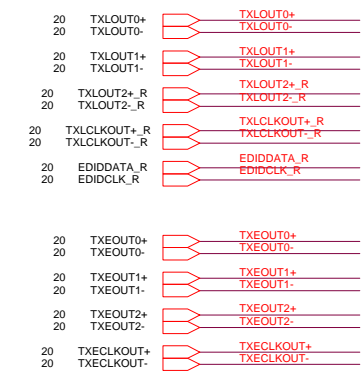 20 TXLOUT0+ TXLOUT0+
20 TXLOUT0- TXLOUT0-
20 TXLOUT1+ TXLOUT1+
20 TXLOUT1- TXLOUT1-
20 TXLOUT2+_R TXLOUT2+_R
20 TXLOUT2-_R TXLOUT2-_R
20 TXLCLKOUT+_R TXLCLKOUT+_R
20 TXLCLKOUT-_R TXLCLKOUT-_R
20 EDIDDATA_R EDIDDATA_R
20 EDIDCLK_R EDIDCLK_R
20 TXEOUT0+ TXEOUT0+
20 TXEOUT0- TXEOUT0-
20 TXEOUT1+ TXEOUT1+
20 TXEOUT1- TXEOUT1-
20 TXEOUT2+ TXEOUT2+
20 TXEOUT2- TXEOUT2-
20 TXECLKOUT+ TXECLKOUT+
20 TXECLKOUT- TXECLKOUT-